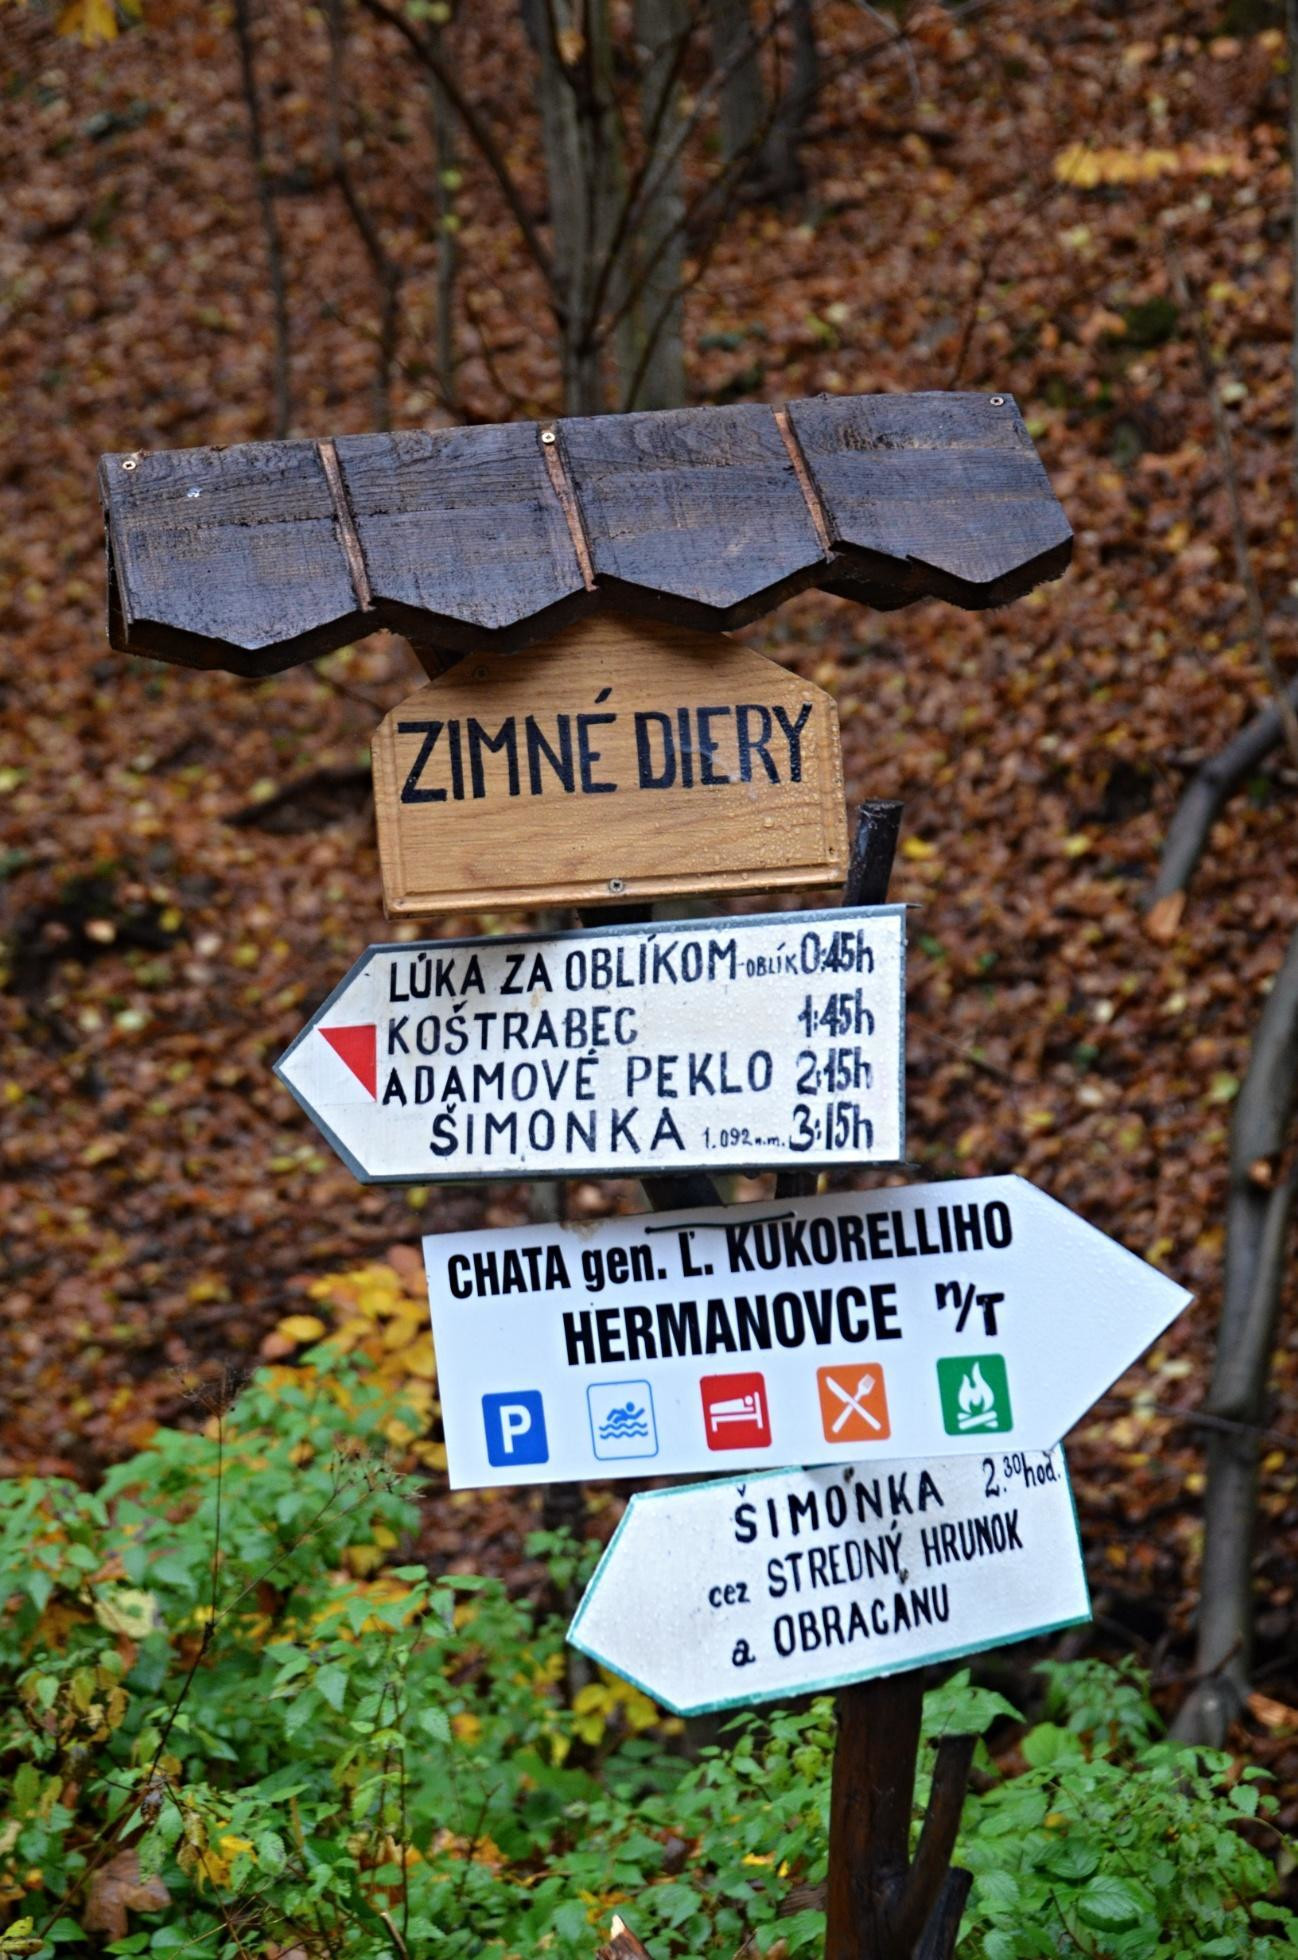 ZIMNÉ DIERY
LÚKA ZA OBLÍKOM-OBLÍK 0:45h
KOŠTRABEC 1:45h
ADAMOVÉ PEKLO 2:15h
ŠIMONKA 1.092 n.m. 3:15h
CHATA gen. Ľ. KUKORELLIHO
HERMANOVCE n/T
P
ŠIMONKA 2.30 hod.
cez STREDNÝ HRUNOK
a OBRACANU